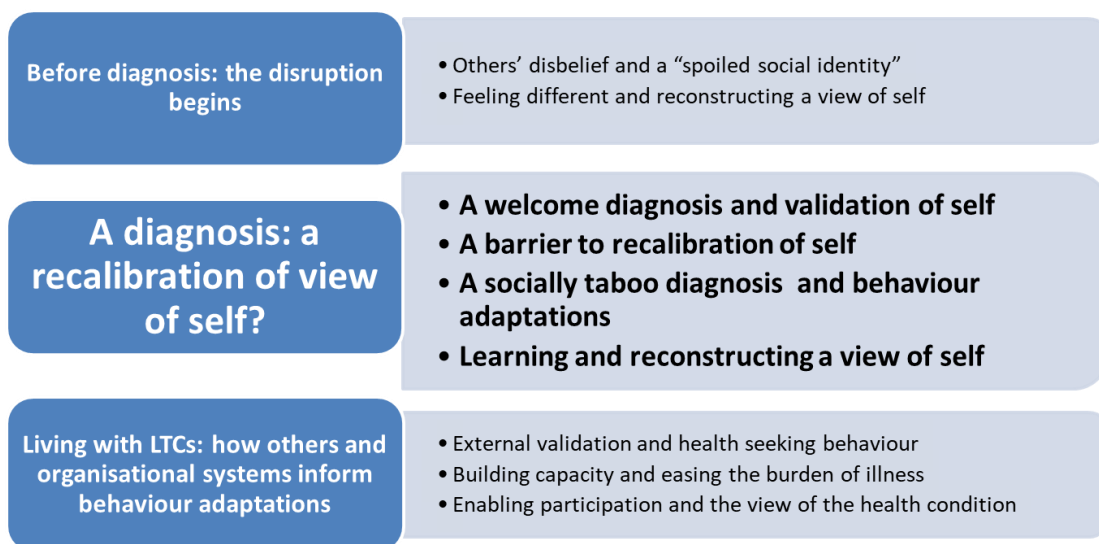 Before diagnosis: the disruption
begins
• Others’ disbelief and a “spoiled social identity”
• Feeling different and reconstructing a view of self
A diagnosis: a
recalibration of view
of self?
• A welcome diagnosis and validation of self
• A barrier to recalibration of self
• A socially taboo diagnosis  and behaviour
adaptations
• Learning and reconstructing a view of self
Living with LTCs: how others and
organisational systems inform
behaviour adaptations
• External validation and health seeking behaviour
• Building capacity and easing the burden of illness
• Enabling participation and the view of the health condition